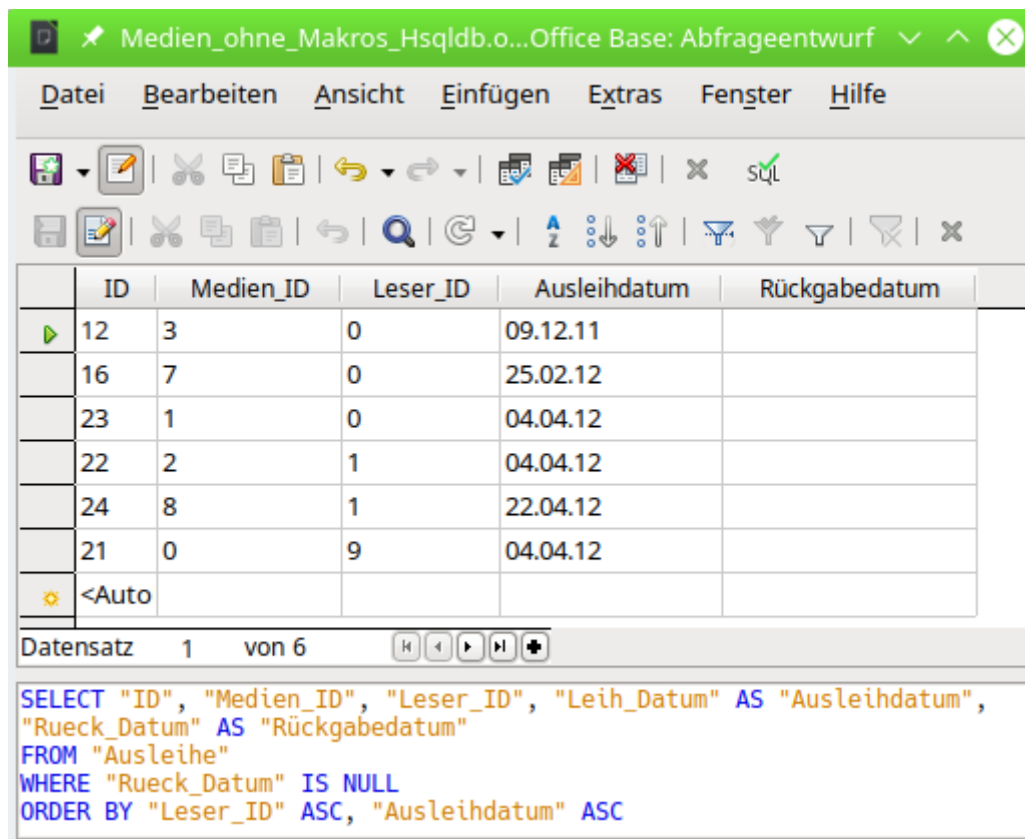 Medien_ohne_Makros_Hsqldb.o...Office Base: Abfrageentwurf
Datei Bearbeiten Ansicht Einfügen Extras Fenster Hilfe
SQL
A Z
ID Medien_ID Leser_ID Ausleihdatum Rückgabedatum
12 3 0 09.12.11
16 7 0 25.02.12
23 1 0 04.04.12
22 2 1 04.04.12
24 8 1 22.04.12
21 0 9 04.04.12
<Auto
Datensatz 1 von 6
SELECT "ID", "Medien_ID", "Leser_ID", "Leih_Datum" AS "Ausleihdatum",
"Rueck_Datum" AS "Rückgabedatum"
FROM "Ausleihe"
WHERE "Rueck_Datum" IS NULL
ORDER BY "Leser_ID" ASC, "Ausleihdatum" ASC